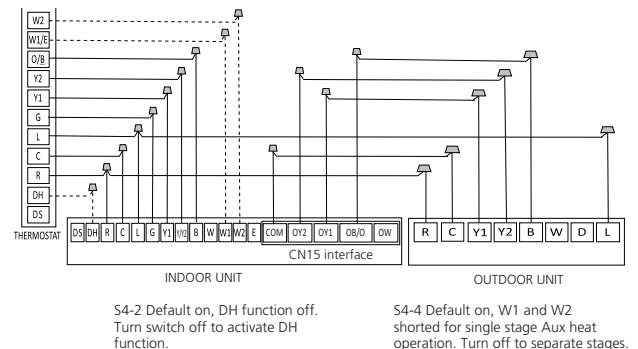 W2
W1/E
O/B
Y2
Y1
G
L
C
R
DH
DS
THERMOSTAT
DS DH R C L G Y1 Y/Y2 B W W1 W2 E COM OY2 OY1 OB/O OW
CN15 interface
INDOOR UNIT
R C Y1 Y2 B W D L
OUTDOOR UNIT
S4-2 Default on, DH function off.
Turn switch off to activate DH
function.
S4-4 Default on, W1 and W2
shorted for single stage Aux heat
operation. Turn off to separate stages.